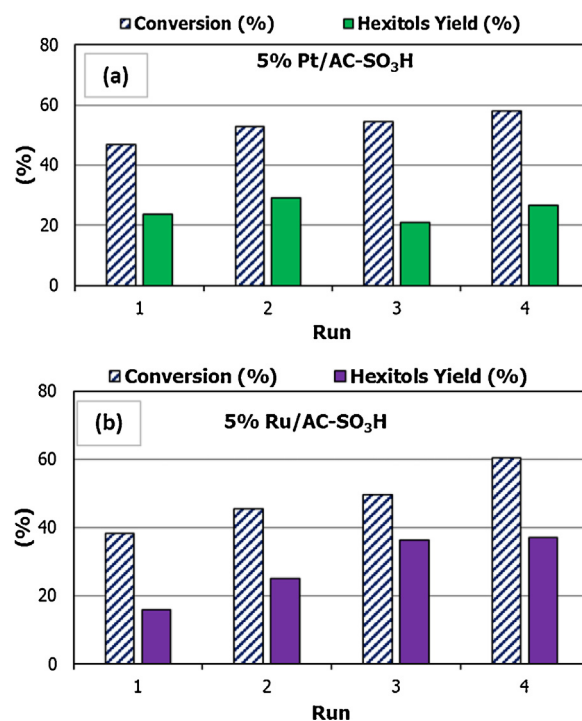 Conversion (%) Hexitols Yield (%)
(a)
5% Pt/AC-SO₃H
80
60
40
20
0
(%)
1 2 3 4
Run
Conversion (%) Hexitols Yield (%)
(b)
5% Ru/AC-SO₃H
80
60
40
20
0
(%)
1 2 3 4
Run